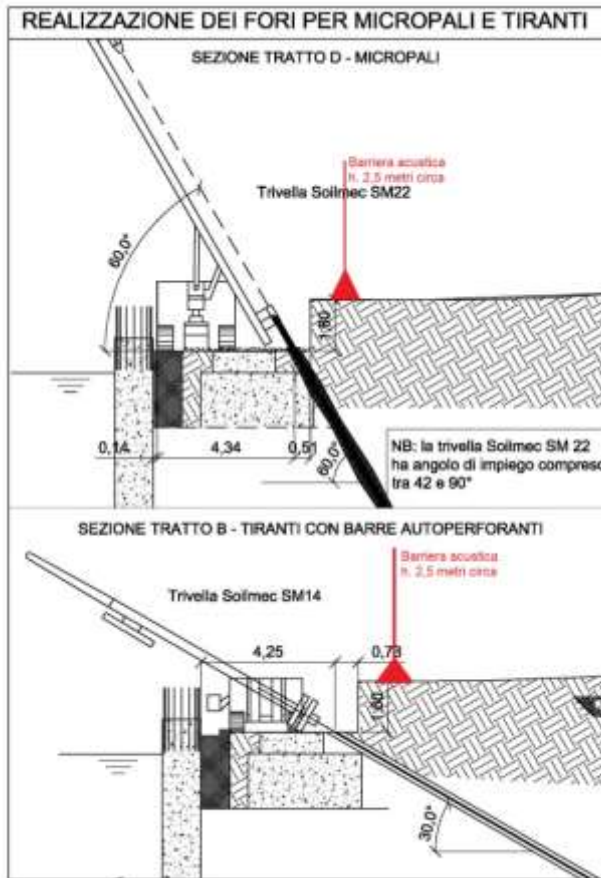 REALIZZAZIONE DEI FORI PER MICROPALI E TIRANTI
SEZIONE TRATTO D - MICROPALI
Barriera acustica
h. 2,5 metri circa
Trivella Soilmec SM22
60,0°
1,60
0,14
4,34
0,51
60,0°
NB: la trivella Soilmec SM 22
ha angolo di impiego compreso
tra 42 e 90°
SEZIONE TRATTO B - TIRANTI CON BARRE AUTOPERFORANTI
Barriera acustica
h. 2,5 metri circa
Trivella Soilmec SM14
4,25
0,73
1,60
30,0°